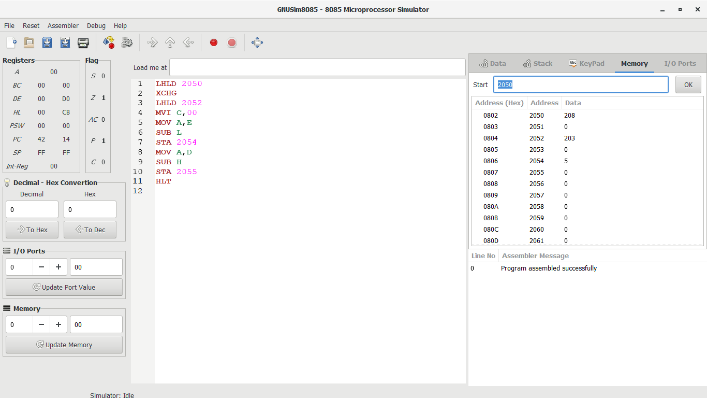 GNUSim8085 - 8085 Microprocessor Simulator
File Reset Assembler Debug Help
Registers
A 00
BC 00 00
DE 00 D0
HL 00 CB
PSW 00 00
PC 42 14
SP FF FF
Int-Reg 00
Flag
S 0
Z 1
AC 0
P 1
C 0
Decimal - Hex Convertion
Decimal Hex
0 0
To Hex To Dec
I/O Ports
0 − + 00
Update Port Value
Memory
0 − + 00
Update Memory
Load me at
1 LHLD 2050
2 XCHG
3 LHLD 2052
4 MVI C,00
5 MOV A,E
6 SUB L
7 STA 2054
8 MOV A,D
9 SUB H
10 STA 2055
11 HLT
12
Data Stack KeyPad Memory I/O Ports
Start 2050 OK
Address (Hex) Address Data
0802 2050 208
0803 2051 0
0804 2052 203
0805 2053 0
0806 2054 5
0807 2055 0
0808 2056 0
0809 2057 0
080A 2058 0
080B 2059 0
080C 2060 0
080D 2061 0
Line No Assembler Message
0 Program assembled successfully
Simulator: Idle